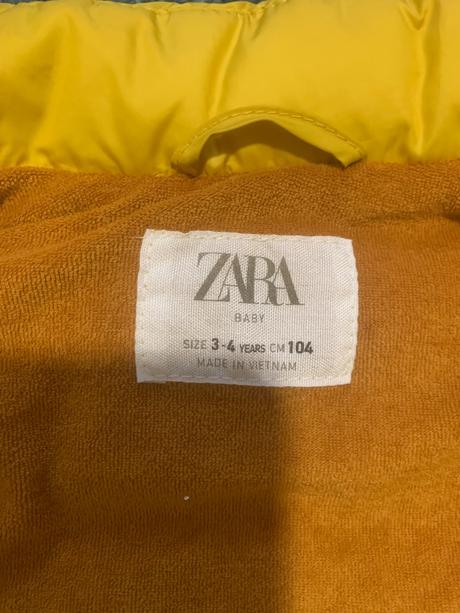 ZARA
BABY
SIZE 3-4 YEARS CM 104
MADE IN VIETNAM